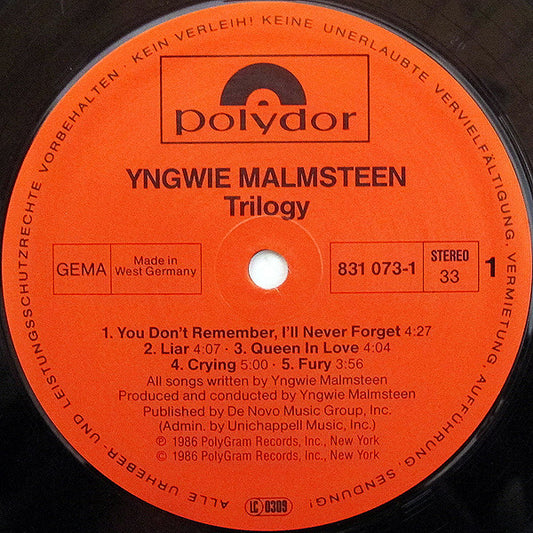 ALLE URHEBER- UND LEISTUNGSSCHUTZRECHTE VORBEHALTEN · KEIN VERLEIH! KEINE UNERLAUBTE VERVIELFÄLTIGUNG, VERMIETUNG, AUFFÜHRUNG, SENDUNG!
polydor
YNGWIE MALMSTEEN
Trilogy
GEMA
Made in
West Germany
831 073-1
STEREO
33
1
1. You Don't Remember, I'll Never Forget 4:27
2. Liar 4:07 · 3. Queen In Love 4:04
4. Crying 5:00 · 5. Fury 3:56
All songs written by Yngwie Malmsteen
Produced and conducted by Yngwie Malmsteen
Published by De Novo Music Group, Inc.
(Admin. by Unichappell Music, Inc.)
℗ 1986 PolyGram Records, Inc., New York
© 1986 PolyGram Records, Inc., New York
LC 0309